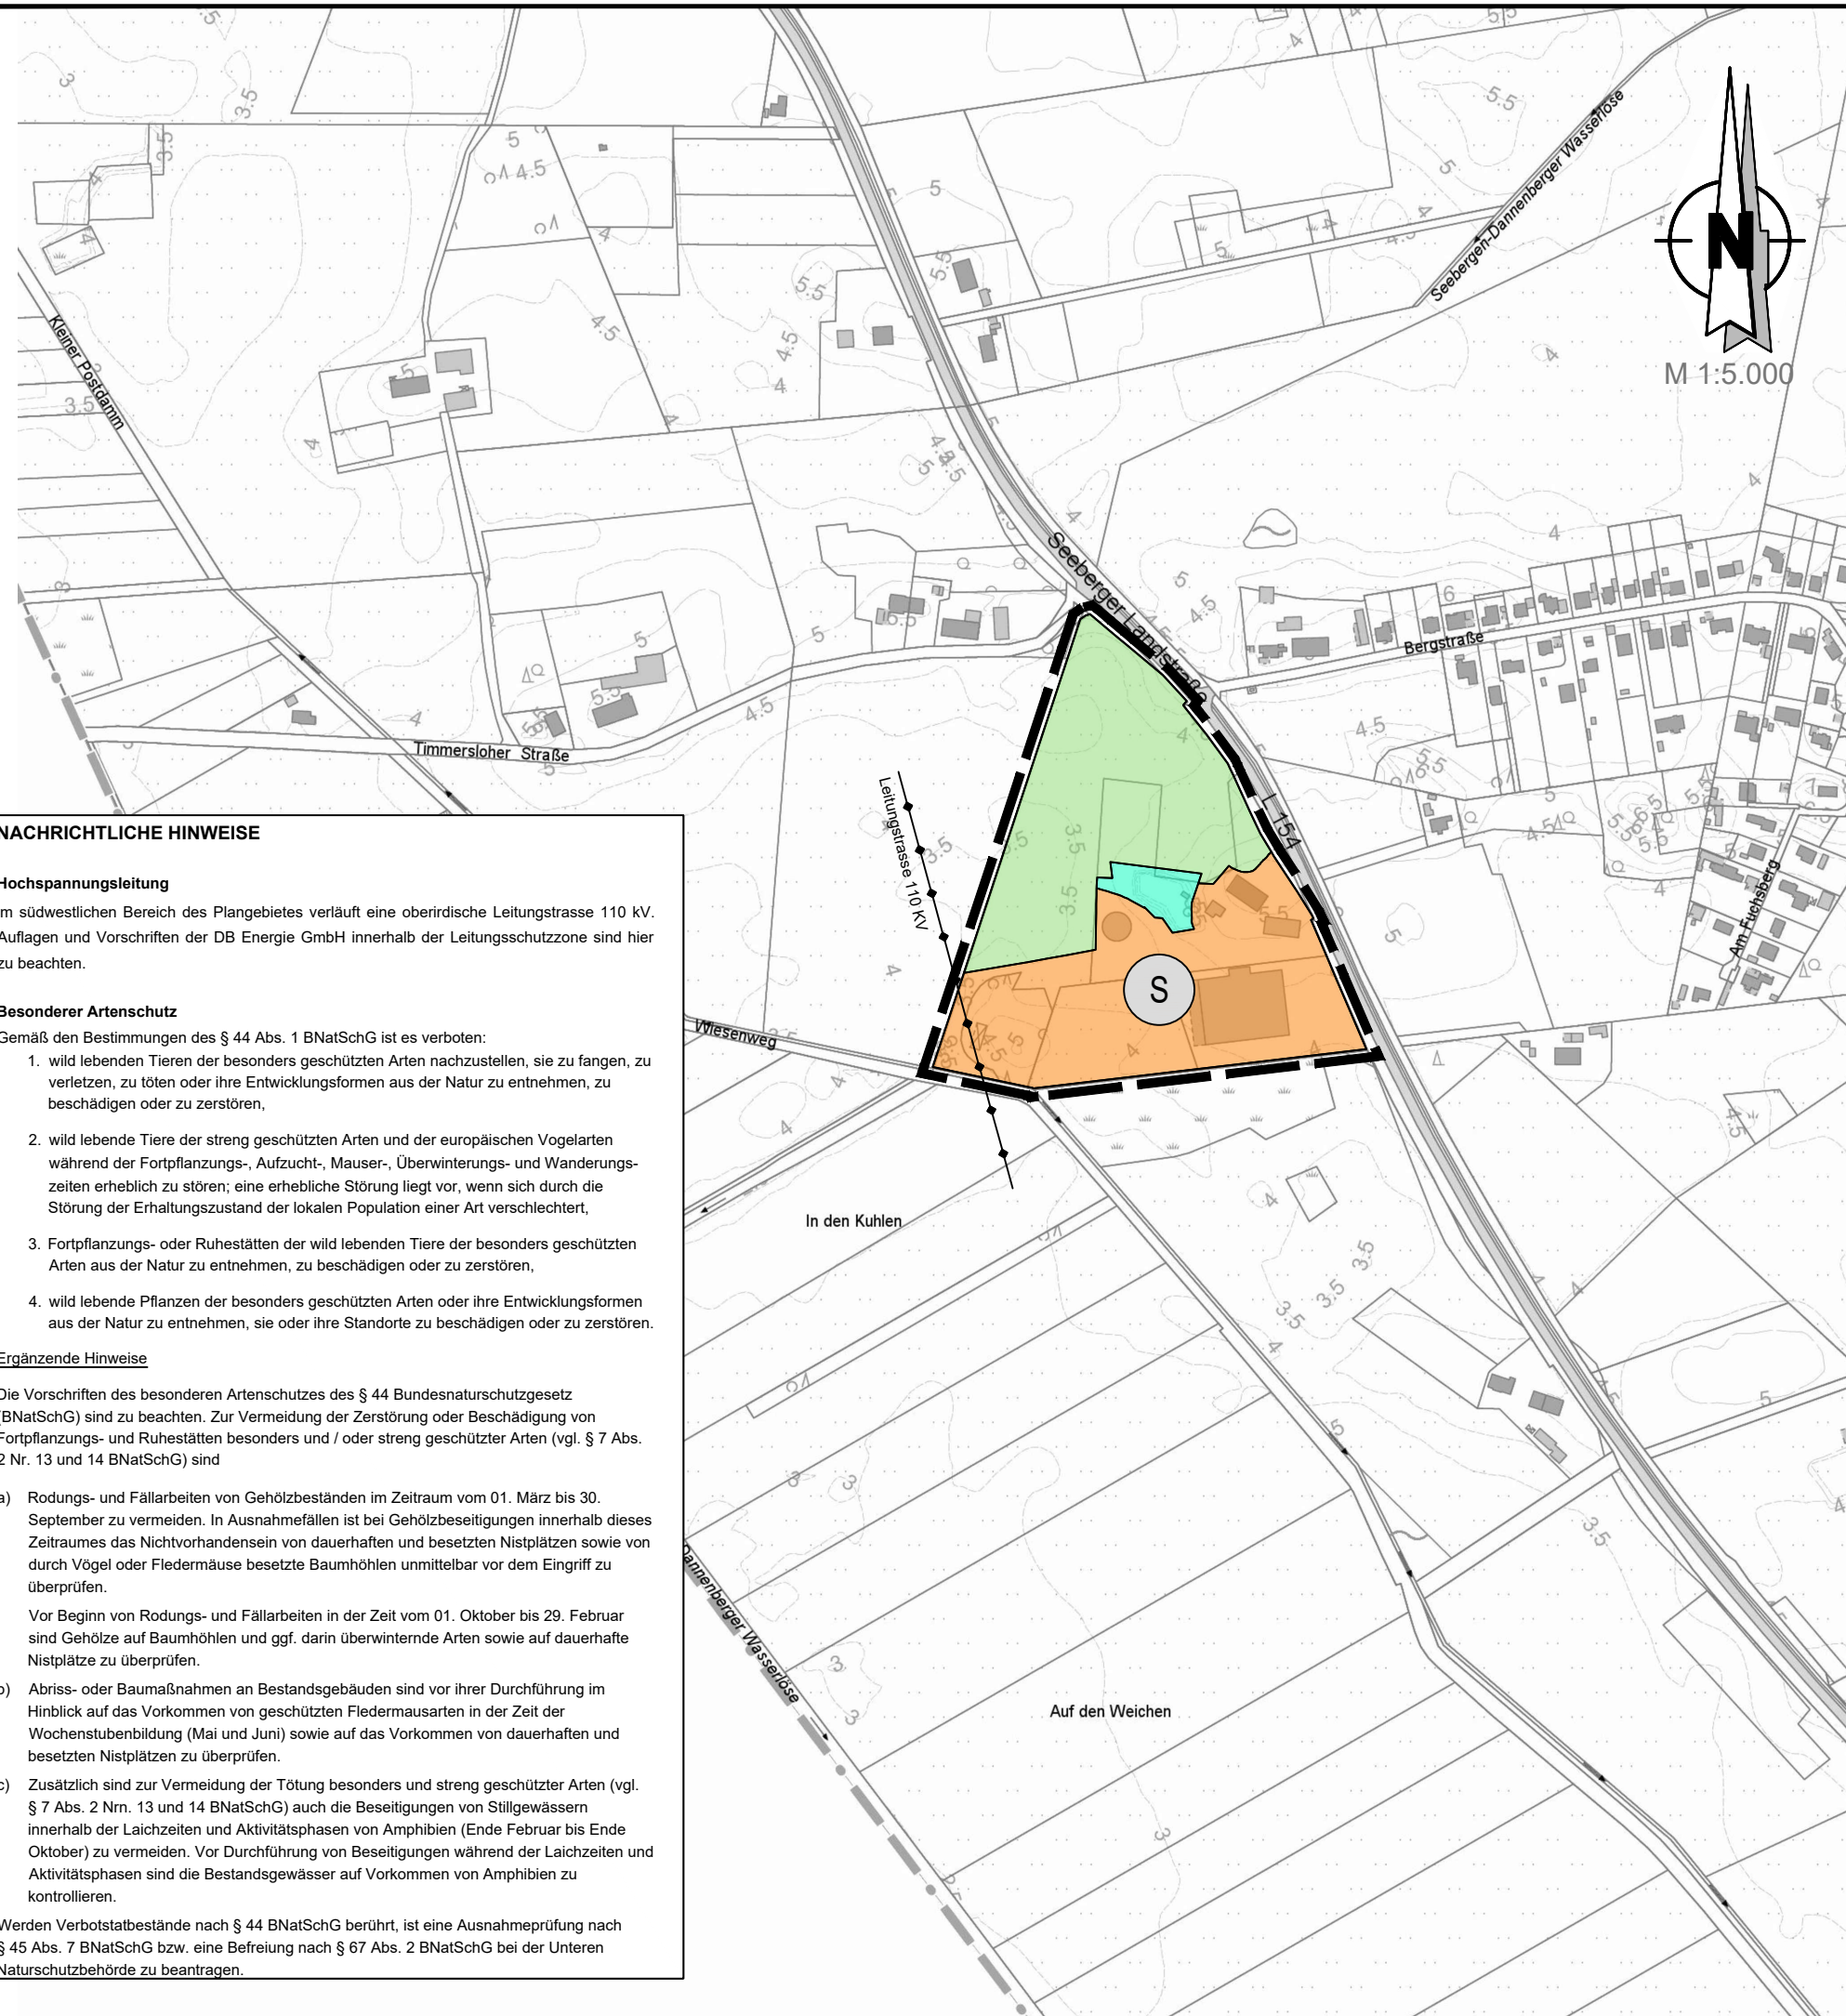 N
M 1:5.000
Seebergen-Dannenberger Wasserlöse
Kleiner Postdamm
Seeberger Landstraße
Bergstraße
Timmersloher Straße
L 154
Leitungstrasse 110 KV
Am Fuchsberg
S
Wiesenweg
In den Kuhlen
Auf den Weichen
Dannenberger Wasserlöse
NACHRICHTLICHE HINWEISE
Hochspannungsleitung
m südwestlichen Bereich des Plangebietes verläuft eine oberirdische Leitungstrasse 110 kV.
Auflagen und Vorschriften der DB Energie GmbH innerhalb der Leitungsschutzzone sind hier
zu beachten.
Besonderer Artenschutz
Gemäß den Bestimmungen des § 44 Abs. 1 BNatSchG ist es verboten:
1. wild lebenden Tieren der besonders geschützten Arten nachzustellen, sie zu fangen, zu
verletzen, zu töten oder ihre Entwicklungsformen aus der Natur zu entnehmen, zu
beschädigen oder zu zerstören,
2. wild lebende Tiere der streng geschützten Arten und der europäischen Vogelarten
während der Fortpflanzungs-, Aufzucht-, Mauser-, Überwinterungs- und Wanderungs-
zeiten erheblich zu stören; eine erhebliche Störung liegt vor, wenn sich durch die
Störung der Erhaltungszustand der lokalen Population einer Art verschlechtert,
3. Fortpflanzungs- oder Ruhestätten der wild lebenden Tiere der besonders geschützten
Arten aus der Natur zu entnehmen, zu beschädigen oder zu zerstören,
4. wild lebende Pflanzen der besonders geschützten Arten oder ihre Entwicklungsformen
aus der Natur zu entnehmen, sie oder ihre Standorte zu beschädigen oder zu zerstören.
Ergänzende Hinweise
Die Vorschriften des besonderen Artenschutzes des § 44 Bundesnaturschutzgesetz
(BNatSchG) sind zu beachten. Zur Vermeidung der Zerstörung oder Beschädigung von
Fortpflanzungs- und Ruhestätten besonders und / oder streng geschützter Arten (vgl. § 7 Abs.
2 Nr. 13 und 14 BNatSchG) sind
a) Rodungs- und Fällarbeiten von Gehölzbeständen im Zeitraum vom 01. März bis 30.
September zu vermeiden. In Ausnahmefällen ist bei Gehölzbeseitigungen innerhalb dieses
Zeitraumes das Nichtvorhandensein von dauerhaften und besetzten Nistplätzen sowie von
durch Vögel oder Fledermäuse besetzte Baumhöhlen unmittelbar vor dem Eingriff zu
überprüfen.
Vor Beginn von Rodungs- und Fällarbeiten in der Zeit vom 01. Oktober bis 29. Februar
sind Gehölze auf Baumhöhlen und ggf. darin überwinternde Arten sowie auf dauerhafte
Nistplätze zu überprüfen.
b) Abriss- oder Baumaßnahmen an Bestandsgebäuden sind vor ihrer Durchführung im
Hinblick auf das Vorkommen von geschützten Fledermausarten in der Zeit der
Wochenstubenbildung (Mai und Juni) sowie auf das Vorkommen von dauerhaften und
besetzten Nistplätzen zu überprüfen.
c) Zusätzlich sind zur Vermeidung der Tötung besonders und streng geschützter Arten (vgl.
§ 7 Abs. 2 Nrn. 13 und 14 BNatSchG) auch die Beseitigungen von Stillgewässern
innerhalb der Laichzeiten und Aktivitätsphasen von Amphibien (Ende Februar bis Ende
Oktober) zu vermeiden. Vor Durchführung von Beseitigungen während der Laichzeiten und
Aktivitätsphasen sind die Bestandsgewässer auf Vorkommen von Amphibien zu
kontrollieren.
Werden Verbotstatbestände nach § 44 BNatSchG berührt, ist eine Ausnahmeprüfung nach
§ 45 Abs. 7 BNatSchG bzw. eine Befreiung nach § 67 Abs. 2 BNatSchG bei der Unteren
Naturschutzbehörde zu beantragen.